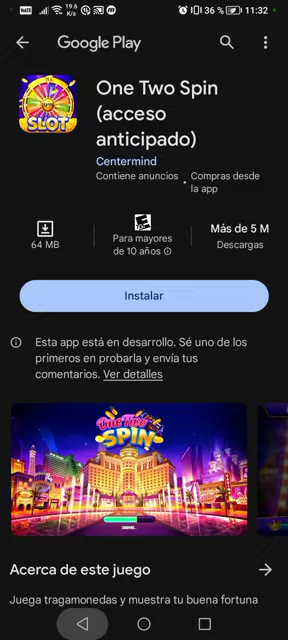 19.6
K/s
36 %
11:32
Google Play
SLOT
One Two Spin
(acceso
anticipado)
Centermind
Contiene anuncios
Compras desde
la app
64 MB
E
Para mayores
de 10 años
Más de 5 M
Descargas
Instalar
Esta app está en desarrollo. Sé uno de los
primeros en probarla y envía tus
comentarios. Ver detalles
One Two
SPIN
Acerca de este juego
Juega tragamonedas y muestra tu buena fortuna